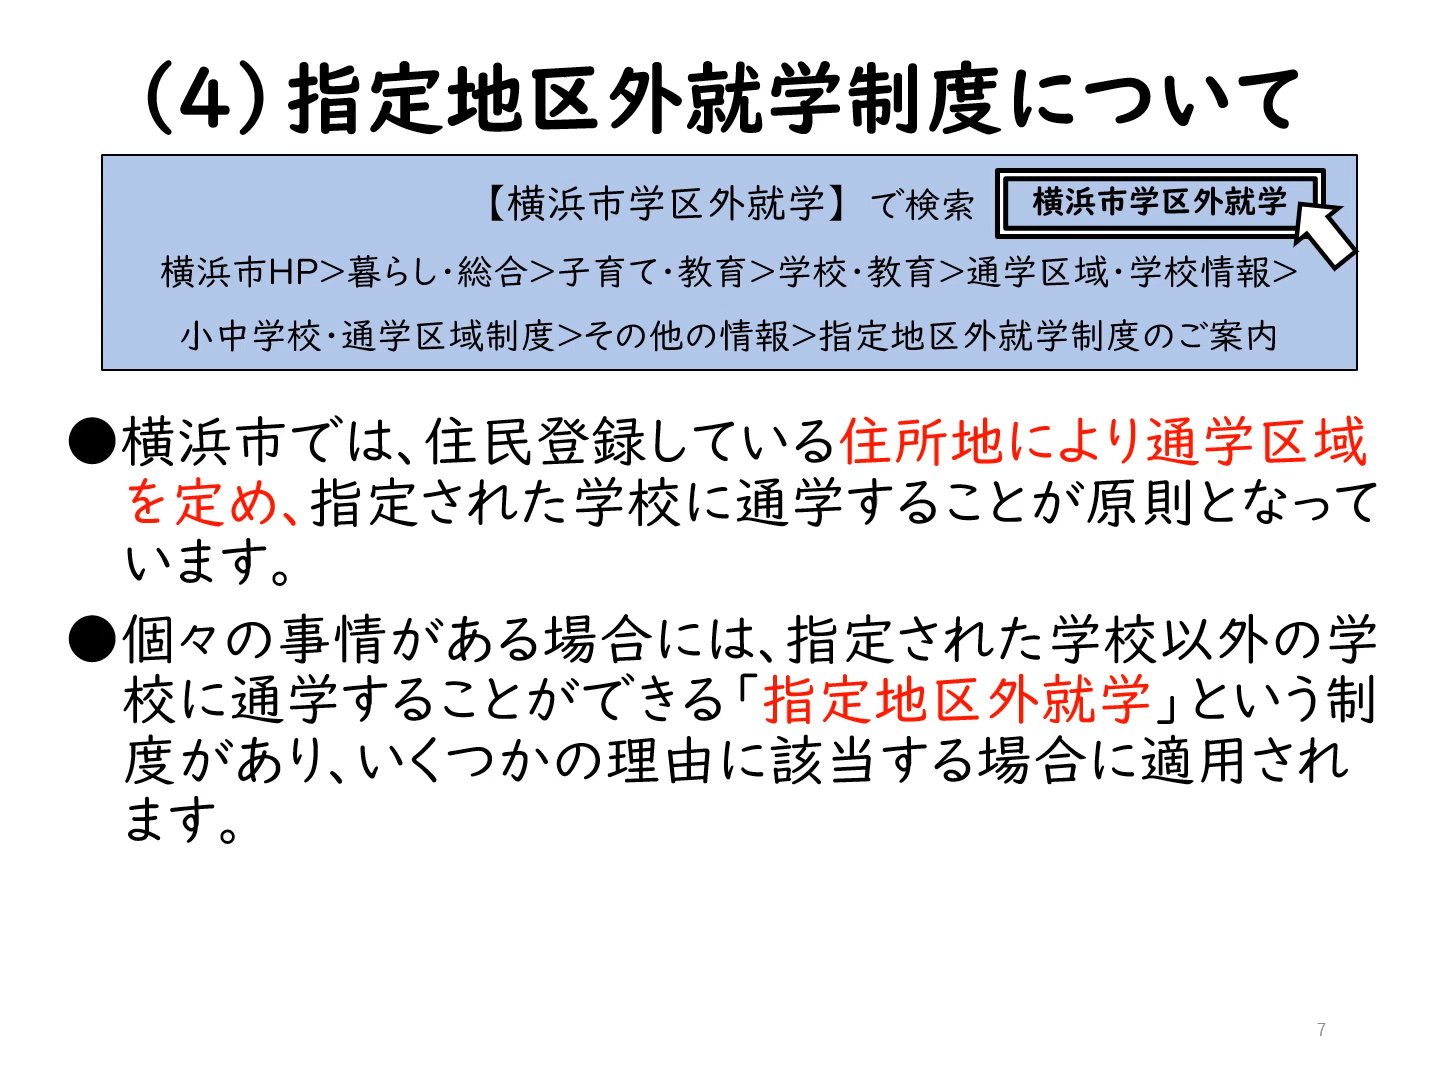 （４）指定地区外就学制度について
【横浜市学区外就学】で検索 横浜市学区外就学
横浜市HP>暮らし・総合>子育て・教育>学校・教育>通学区域・学校情報>
小中学校・通学区域制度>その他の情報>指定地区外就学制度のご案内
●横浜市では、住民登録している住所地により通学区域
を定め、指定された学校に通学することが原則となって
います。
●個々の事情がある場合には、指定された学校以外の学
校に通学することができる「指定地区外就学」という制
度があり、いくつかの理由に該当する場合に適用され
ます。
7